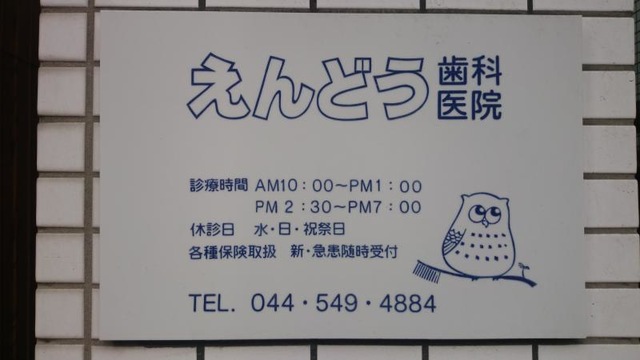 えんどう歯科医院
診療時間 AM10:00〜PM1:00
PM 2:30〜PM7:00
休診日 水・日・祝祭日
各種保険取扱 新・急患随時受付
TEL. 044・549・4884